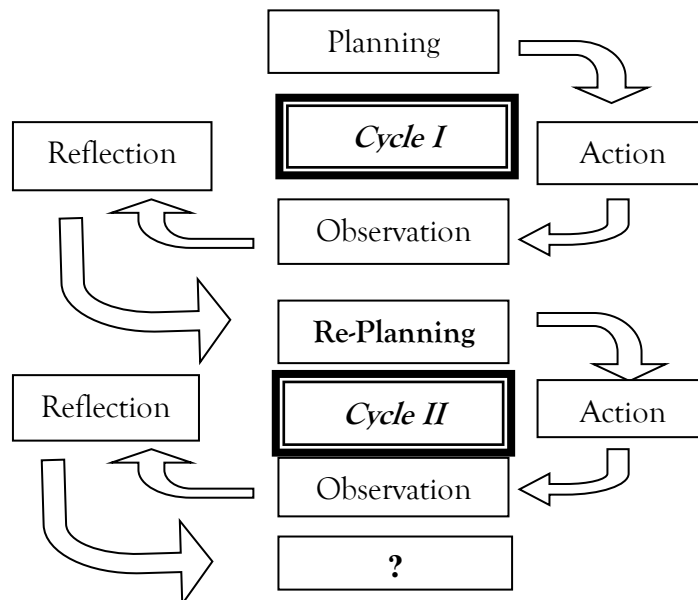 Planning
Cycle I
Reflection
Action
Observation
Re-Planning
Reflection
Cycle II
Action
Observation
?